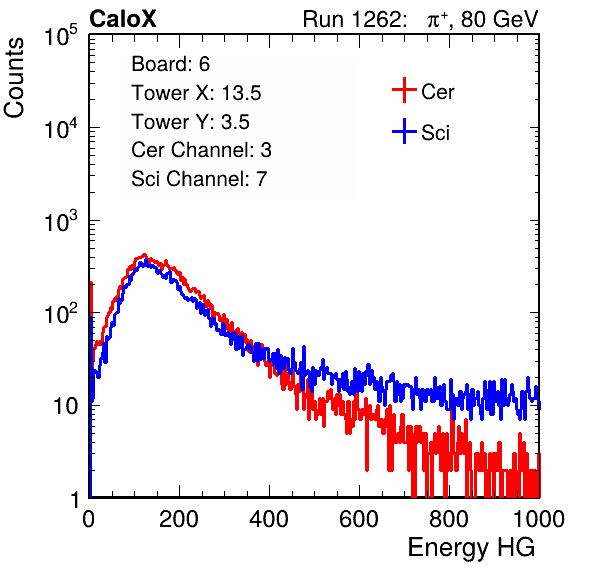 CaloX Run 1262: π⁺, 80 GeV
Counts
10⁵
10⁴
10³
10²
10
1
Board: 6
Tower X: 13.5
Tower Y: 3.5
Cer Channel: 3
Sci Channel: 7
Cer
Sci
0 200 400 600 800 1000
Energy HG